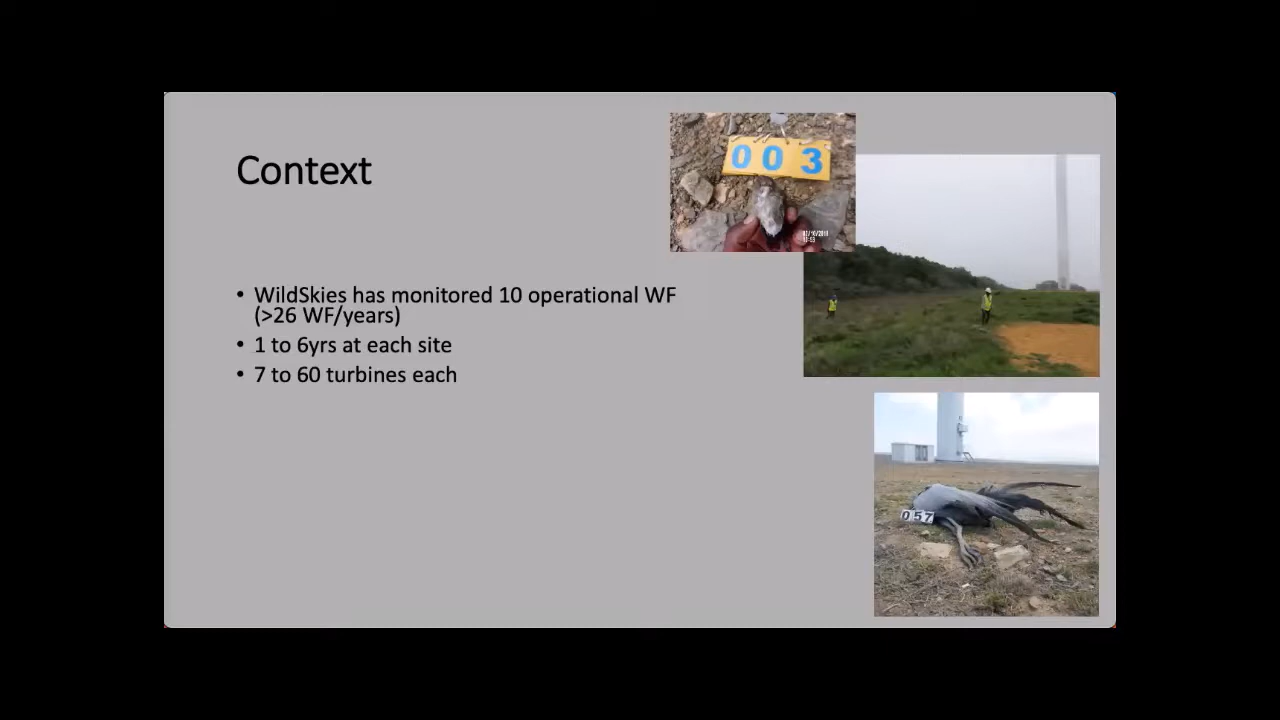 Context
003
• WildSkies has monitored 10 operational WF
(>26 WF/years)
• 1 to 6yrs at each site
• 7 to 60 turbines each
057